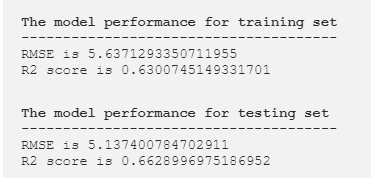 The model performance for training set
--------------------------------------
RMSE is 5.6371293350711955
R2 score is 0.6300745149331701
The model performance for testing set
--------------------------------------
RMSE is 5.137400784702911
R2 score is 0.6628996975186952